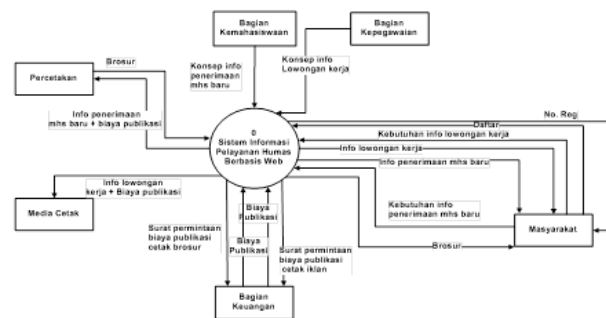 Bagian
Kemahasiswaan
Bagian
Kepegawaian
Percetakan
Brosur
Konsep info
penerimaan
mhs baru
Konsep info
Lowongan kerja
Info penerimaan
mhs baru + biaya publikasi
0
Sistem Informasi
Pelayanan Humas
Berbasis Web
No. Reg
Daftar
Kebutuhan info lowongan kerja
Info lowongan kerja
Info penerimaan mhs baru
Info lowongan
kerja + Biaya publikasi
Media Cetak
Kebutuhan info
penerimaan mhs baru
Masyarakat
Surat permintaan
biaya publikasi
cetak brosur
Biaya
Publikasi
Biaya
Publikasi
Surat permintaan
biaya publikasi
cetak iklan
Brosur
Bagian
Keuangan